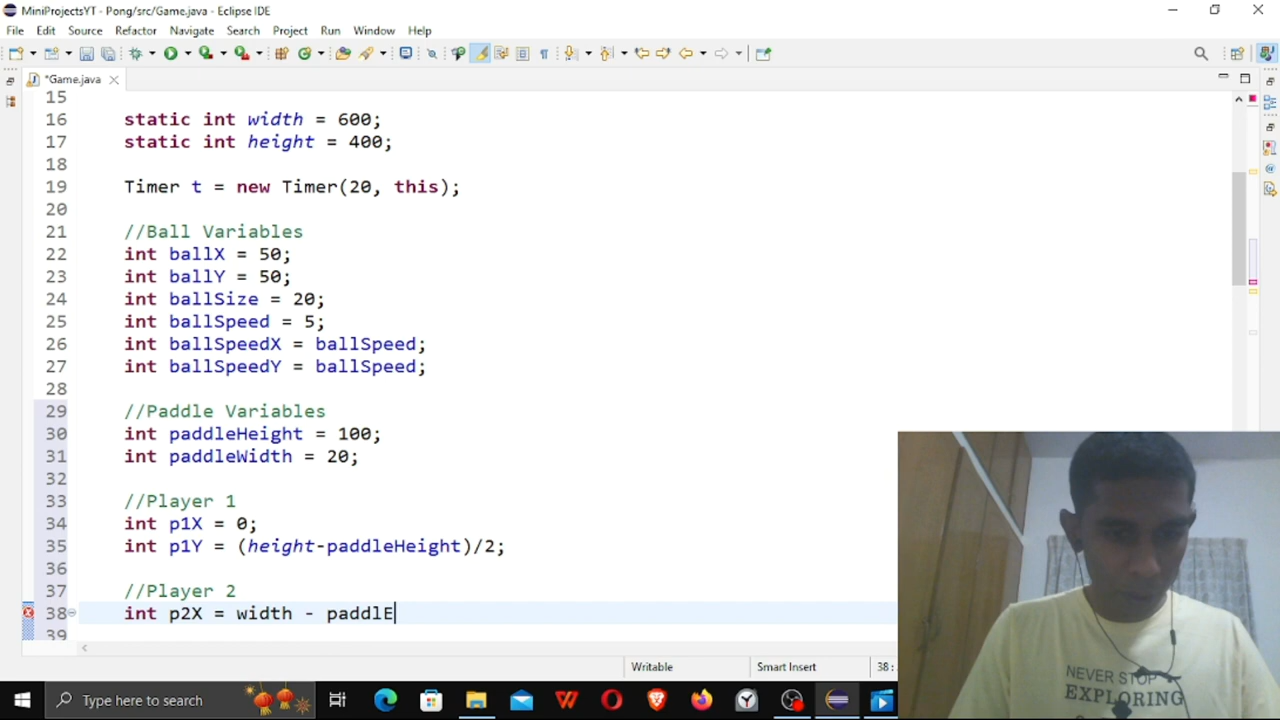 MiniProjectsYT - Pong/src/Game.java - Eclipse IDE
File Edit Source Refactor Navigate Search Project Run Window Help
*Game.java
15
16 static int width = 600;
17 static int height = 400;
18
19 Timer t = new Timer(20, this);
20
21 //Ball Variables
22 int ballX = 50;
23 int ballY = 50;
24 int ballSize = 20;
25 int ballSpeed = 5;
26 int ballSpeedX = ballSpeed;
27 int ballSpeedY = ballSpeed;
28
29 //Paddle Variables
30 int paddleHeight = 100;
31 int paddleWidth = 20;
32
33 //Player 1
34 int p1X = 0;
35 int p1Y = (height-paddleHeight)/2;
36
37 //Player 2
38 int p2X = width - paddlE
39
NEVER STOP
EXPLORING
Writable Smart Insert 38:
Type here to search